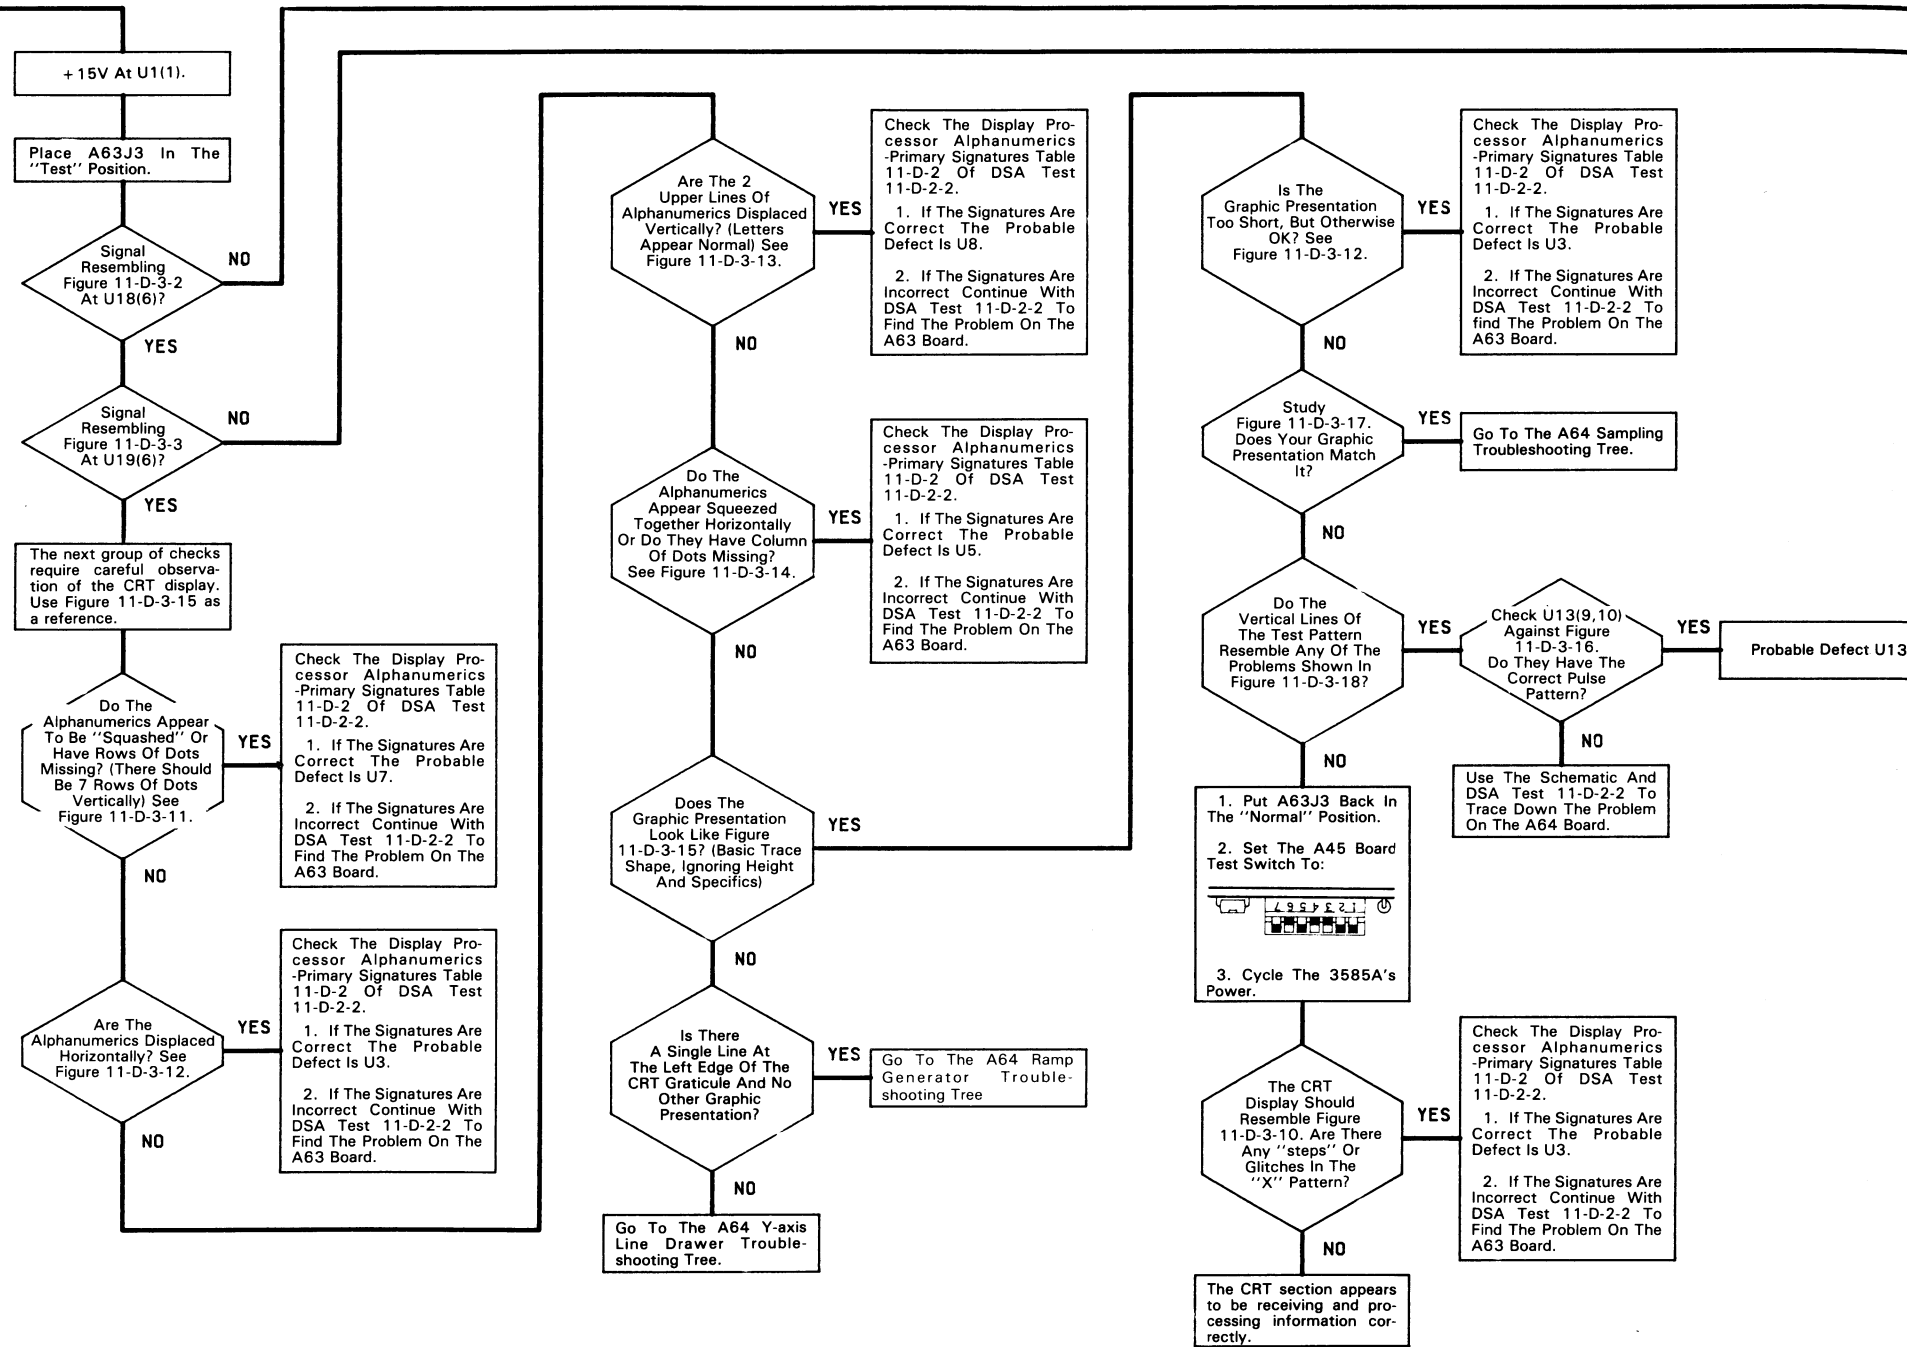 +15V At U1(1).
Place A63J3 In The
"Test" Position.
Signal
Resembling
Figure 11-D-3-2
At U18(6)?
NO
YES
Signal
Resembling
Figure 11-D-3-3
At U19(6)?
NO
YES
The next group of checks
require careful observa-
tion of the CRT display.
Use Figure 11-D-3-15 as
a reference.
Do The
Alphanumerics Appear
To Be "Squashed" Or
Have Rows Of Dots
Missing? (There Should
Be 7 Rows Of Dots
Vertically) See
Figure 11-D-3-11.
YES
NO
Check The Display Pro-
cessor Alphanumerics
-Primary Signatures Table
11-D-2 Of DSA Test
11-D-2-2.
1. If The Signatures Are
Correct The Probable
Defect Is U7.
2. If The Signatures Are
Incorrect Continue With
DSA Test 11-D-2-2 To
Find The Problem On The
A63 Board.
Are The
Alphanumerics Displaced
Horizontally? See
Figure 11-D-3-12.
YES
NO
Check The Display Pro-
cessor Alphanumerics
-Primary Signatures Table
11-D-2 Of DSA Test
11-D-2-2.
1. If The Signatures Are
Correct The Probable
Defect Is U3.
2. If The Signatures Are
Incorrect Continue With
DSA Test 11-D-2-2 To
Find The Problem On The
A63 Board.
Are The 2
Upper Lines Of
Alphanumerics Displaced
Vertically? (Letters
Appear Normal) See
Figure 11-D-3-13.
YES
NO
Check The Display Pro-
cessor Alphanumerics
-Primary Signatures Table
11-D-2 Of DSA Test
11-D-2-2.
1. If The Signatures Are
Correct The Probable
Defect Is U8.
2. If The Signatures Are
Incorrect Continue With
DSA Test 11-D-2-2 To
Find The Problem On The
A63 Board.
Do The
Alphanumerics
Appear Squeezed
Together Horizontally
Or Do They Have Column
Of Dots Missing?
See Figure 11-D-3-14.
YES
NO
Check The Display Pro-
cessor Alphanumerics
-Primary Signatures Table
11-D-2 Of DSA Test
11-D-2-2.
1. If The Signatures Are
Correct The Probable
Defect Is U5.
2. If The Signatures Are
Incorrect Continue With
DSA Test 11-D-2-2 To
Find The Problem On The
A63 Board.
Does The
Graphic Presentation
Look Like Figure
11-D-3-15? (Basic Trace
Shape, Ignoring Height
And Specifics)
YES
NO
Is There
A Single Line At
The Left Edge Of The
CRT Graticule And No
Other Graphic
Presentation?
YES
NO
Go To The A64 Ramp
Generator Trouble-
shooting Tree
Go To The A64 Y-axis
Line Drawer Trouble-
shooting Tree.
Is The
Graphic Presentation
Too Short, But Otherwise
OK? See
Figure 11-D-3-12.
YES
NO
Check The Display Pro-
cessor Alphanumerics
-Primary Signatures Table
11-D-2 Of DSA Test
11-D-2-2.
1. If The Signatures Are
Correct The Probable
Defect Is U3.
2. If The Signatures Are
Incorrect Continue With
DSA Test 11-D-2-2 To
find The Problem On The
A63 Board.
Study
Figure 11-D-3-17.
Does Your Graphic
Presentation Match
It?
YES
NO
Go To The A64 Sampling
Troubleshooting Tree.
Do The
Vertical Lines Of
The Test Pattern
Resemble Any Of The
Problems Shown In
Figure 11-D-3-18?
YES
NO
Check U13(9,10)
Against Figure
11-D-3-16.
Do They Have The
Correct Pulse
Pattern?
YES
NO
Probable Defect U13
Use The Schematic And
DSA Test 11-D-2-2 To
Trace Down The Problem
On The A64 Board.
1. Put A63J3 Back In
The "Normal" Position.
2. Set The A45 Board
Test Switch To:
1 2 3 4 5 6 7
3. Cycle The 3585A's
Power.
The CRT
Display Should
Resemble Figure
11-D-3-10. Are There
Any "steps" Or
Glitches In The
"X" Pattern?
YES
NO
Check The Display Pro-
cessor Alphanumerics
-Primary Signatures Table
11-D-2 Of DSA Test
11-D-2-2.
1. If The Signatures Are
Correct The Probable
Defect Is U3.
2. If The Signatures Are
Incorrect Continue With
DSA Test 11-D-2-2 To
Find The Problem On The
A63 Board.
The CRT section appears
to be receiving and pro-
cessing information cor-
rectly.